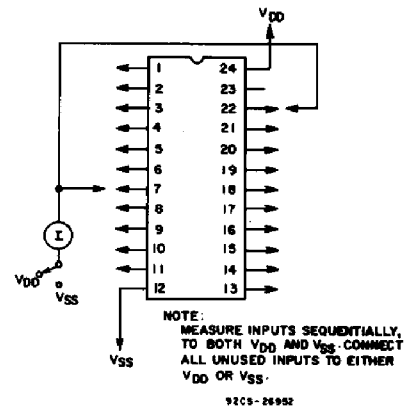 VDD
1 24
2 23
3 22
4 21
5 20
6 19
7 18
8 17
9 16
10 15
11 14
12 13
I
VDD
VSS
VSS
NOTE:
MEASURE INPUTS SEQUENTIALLY,
TO BOTH VDD AND VSS. CONNECT
ALL UNUSED INPUTS TO EITHER
VDD OR VSS.
92CS-26952